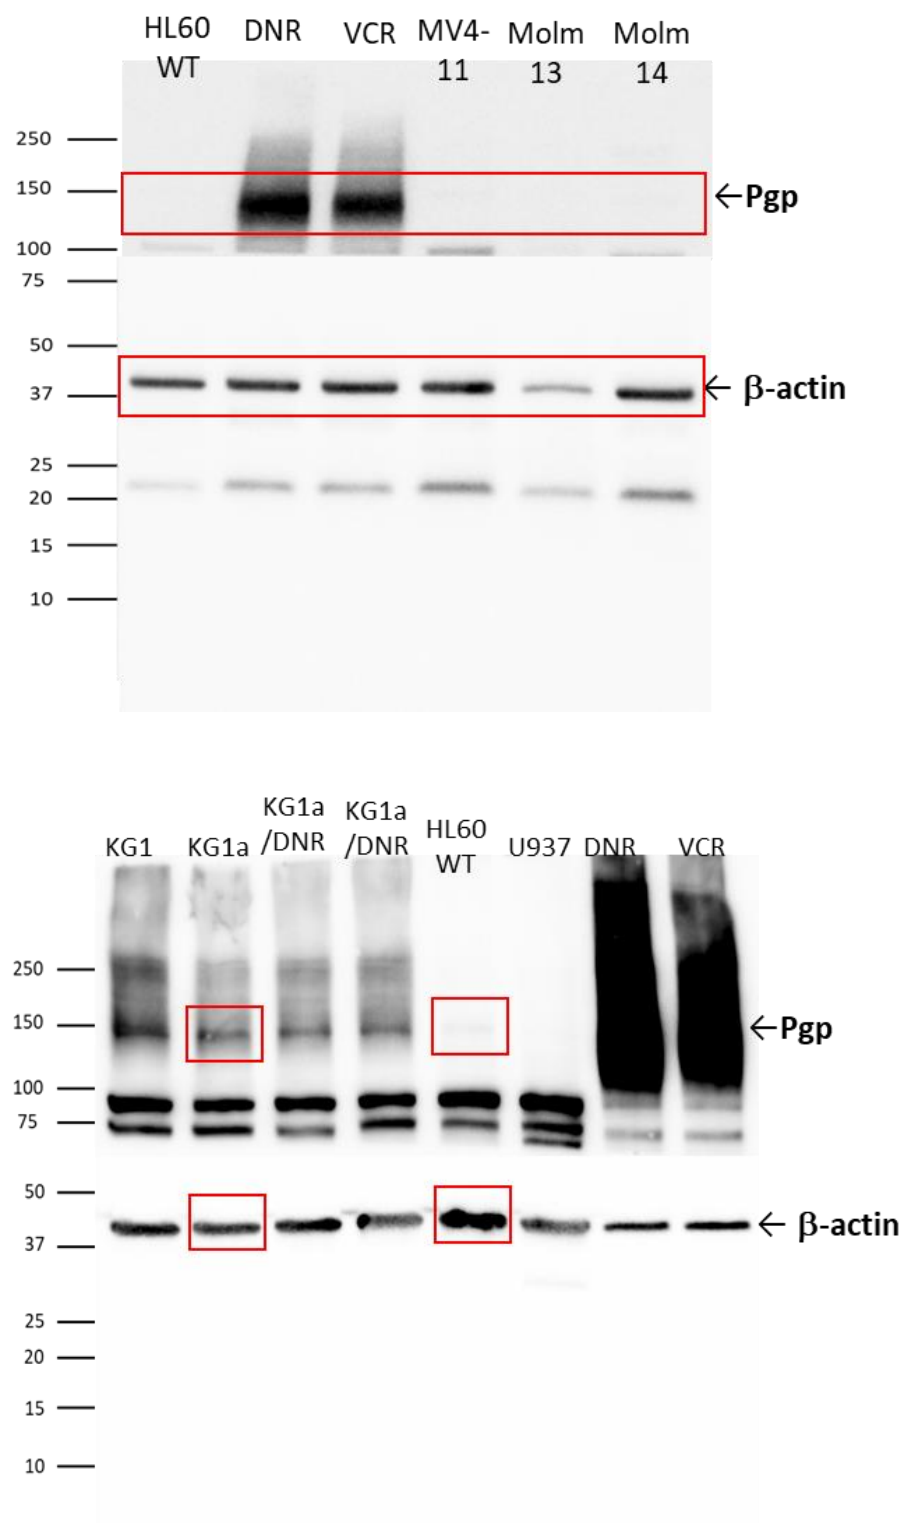 HL60 DNR VCR MV4- Molm Molm
WT 11 13 14
250
150 ←Pgp
100
75
50
37 ← β-actin
25
20
15
10
KG1 KG1a KG1a /DNR KG1a /DNR HL60 WT U937 DNR VCR
250
150 ←Pgp
100
75
50
37 ← β-actin
25
20
15
10